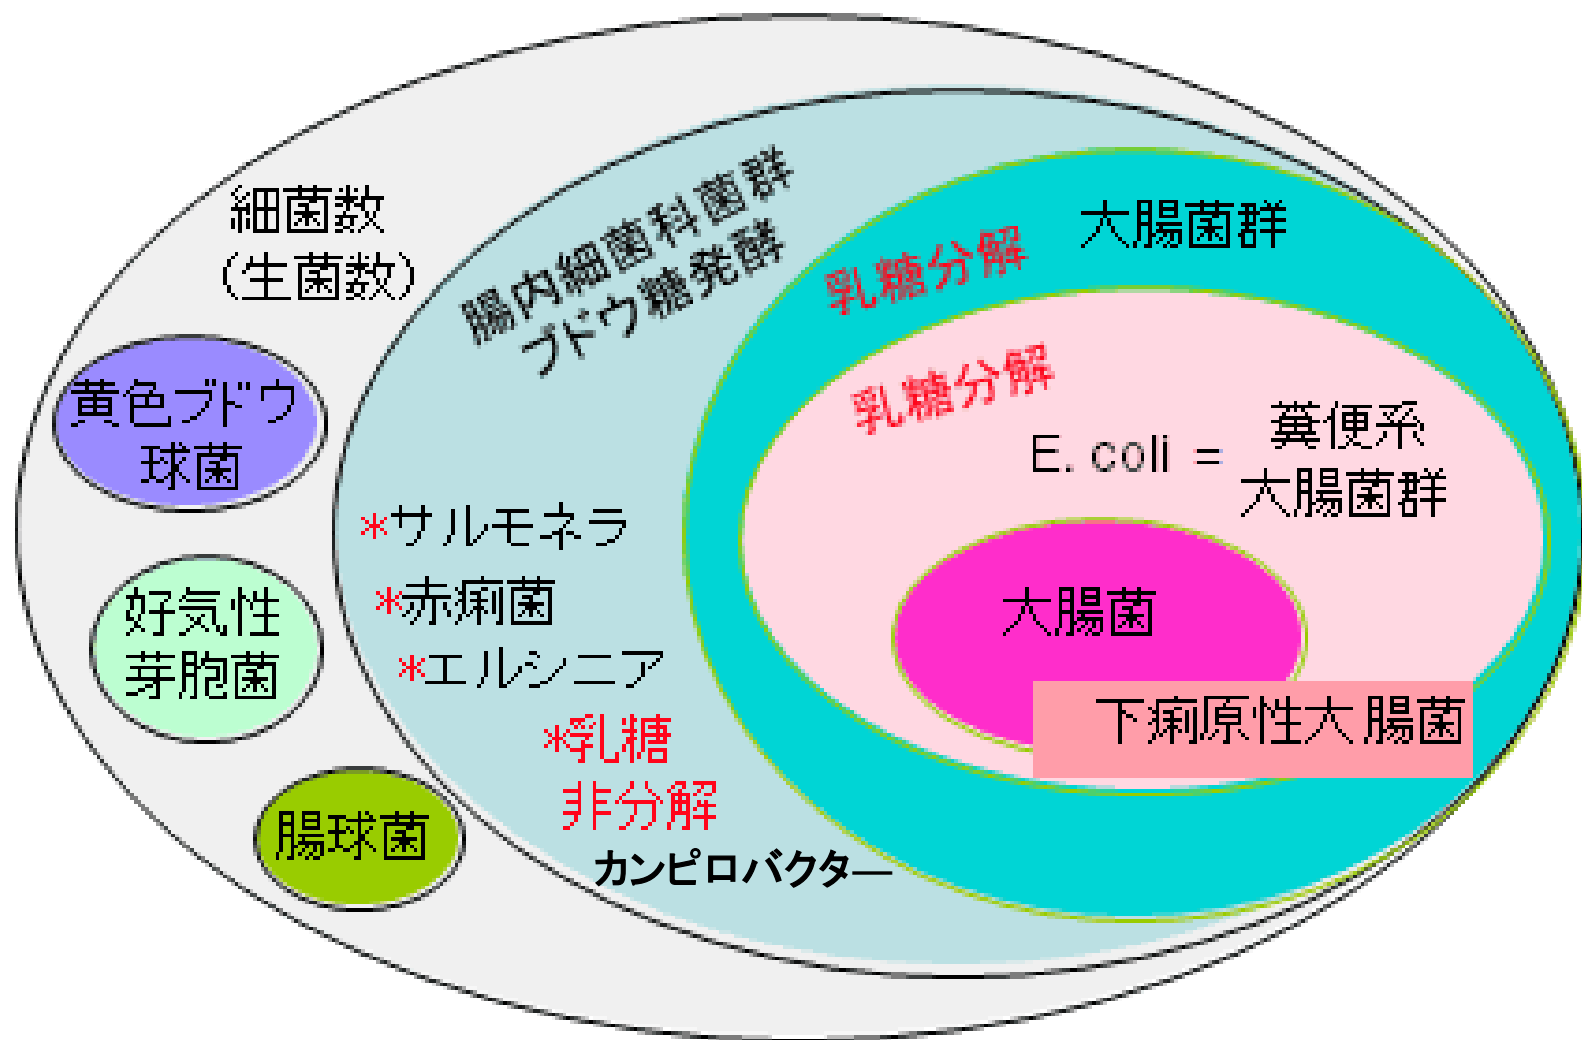 細菌数
(生菌数)
腸内細菌科菌群
ブドウ糖発酵
乳糖分解
大腸菌群
乳糖分解
E. coli =
糞便系
大腸菌群
黄色ブドウ
球菌
*サルモネラ
*赤痢菌
*エルシニア
*乳糖
非分解
カンピロバクター
好気性
芽胞菌
腸球菌
大腸菌
下痢原性大腸菌